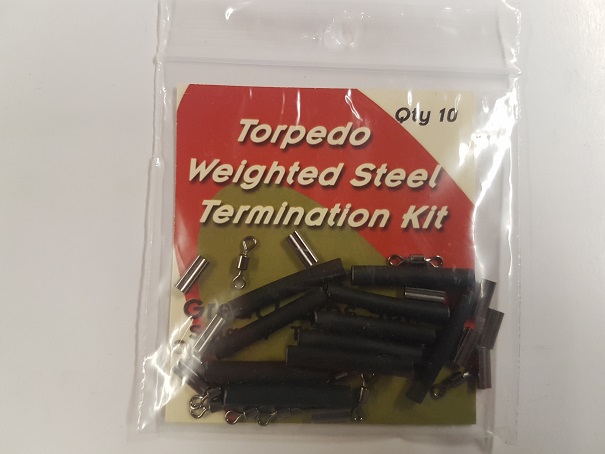 Qty 10
Torpedo
Weighted Steel
Termination Kit